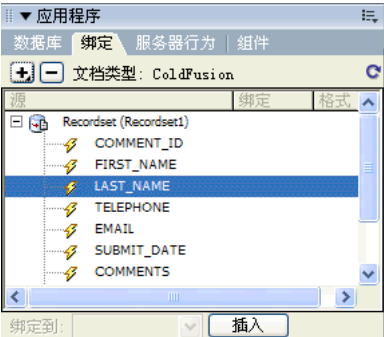 应用程序
数据库 绑定 服务器行为 组件
文档类型: ColdFusion
源 绑定 格式
Recordset (Recordset1)
COMMENT_ID
FIRST_NAME
LAST_NAME
TELEPHONE
EMAIL
SUBMIT_DATE
COMMENTS
绑定到: 插入